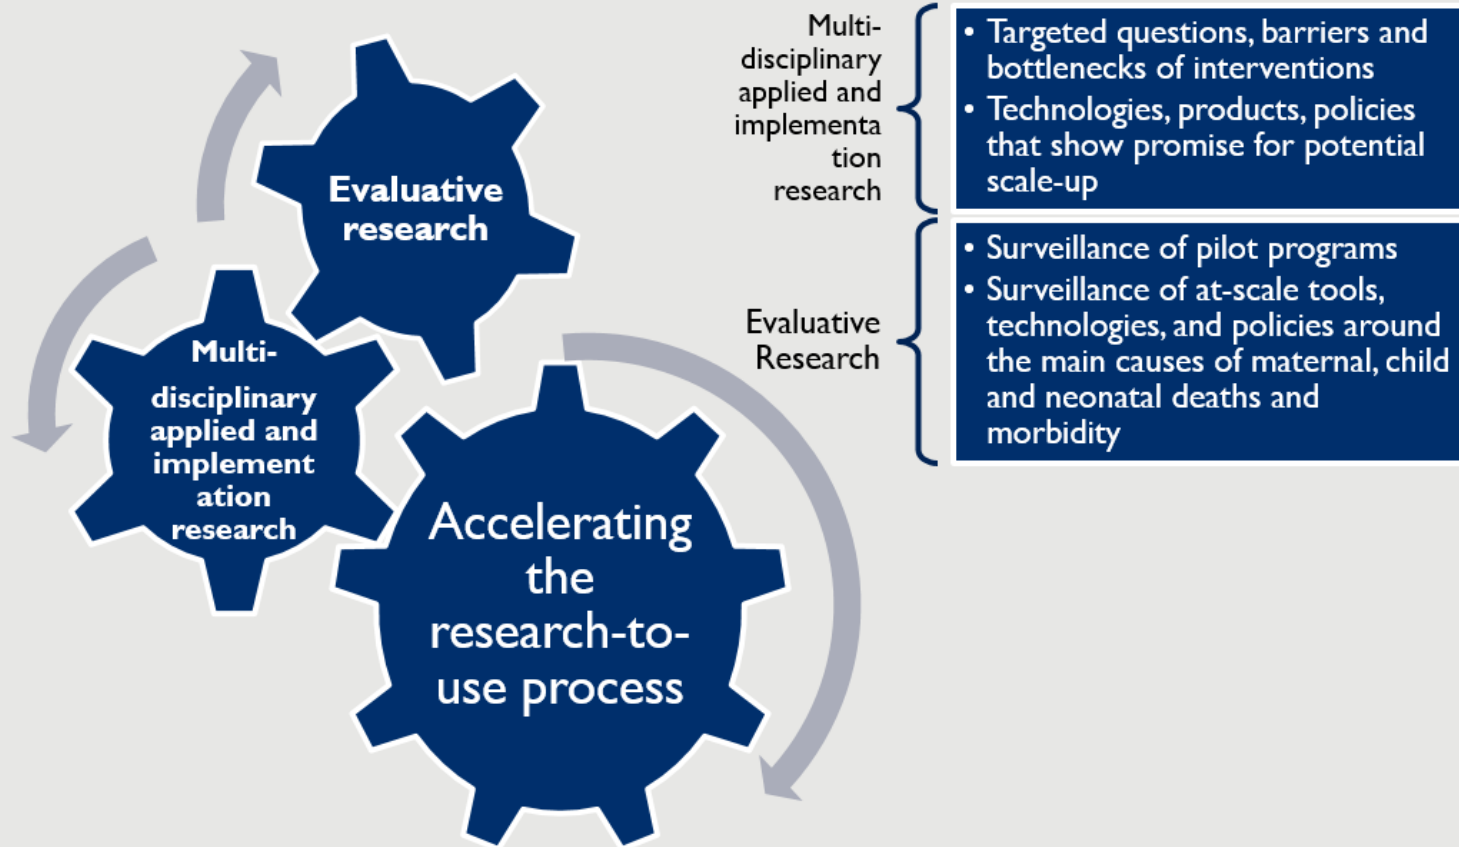 Evaluative
research
Multi-
disciplinary
applied and
implement
ation
research
Accelerating
the
research-to-
use process
Multi-
disciplinary
applied and
implementa
tion
research
• Targeted questions, barriers and
bottlenecks of interventions
• Technologies, products, policies
that show promise for potential
scale-up
Evaluative
Research
• Surveillance of pilot programs
• Surveillance of at-scale tools,
technologies, and policies around
the main causes of maternal, child
and neonatal deaths and
morbidity